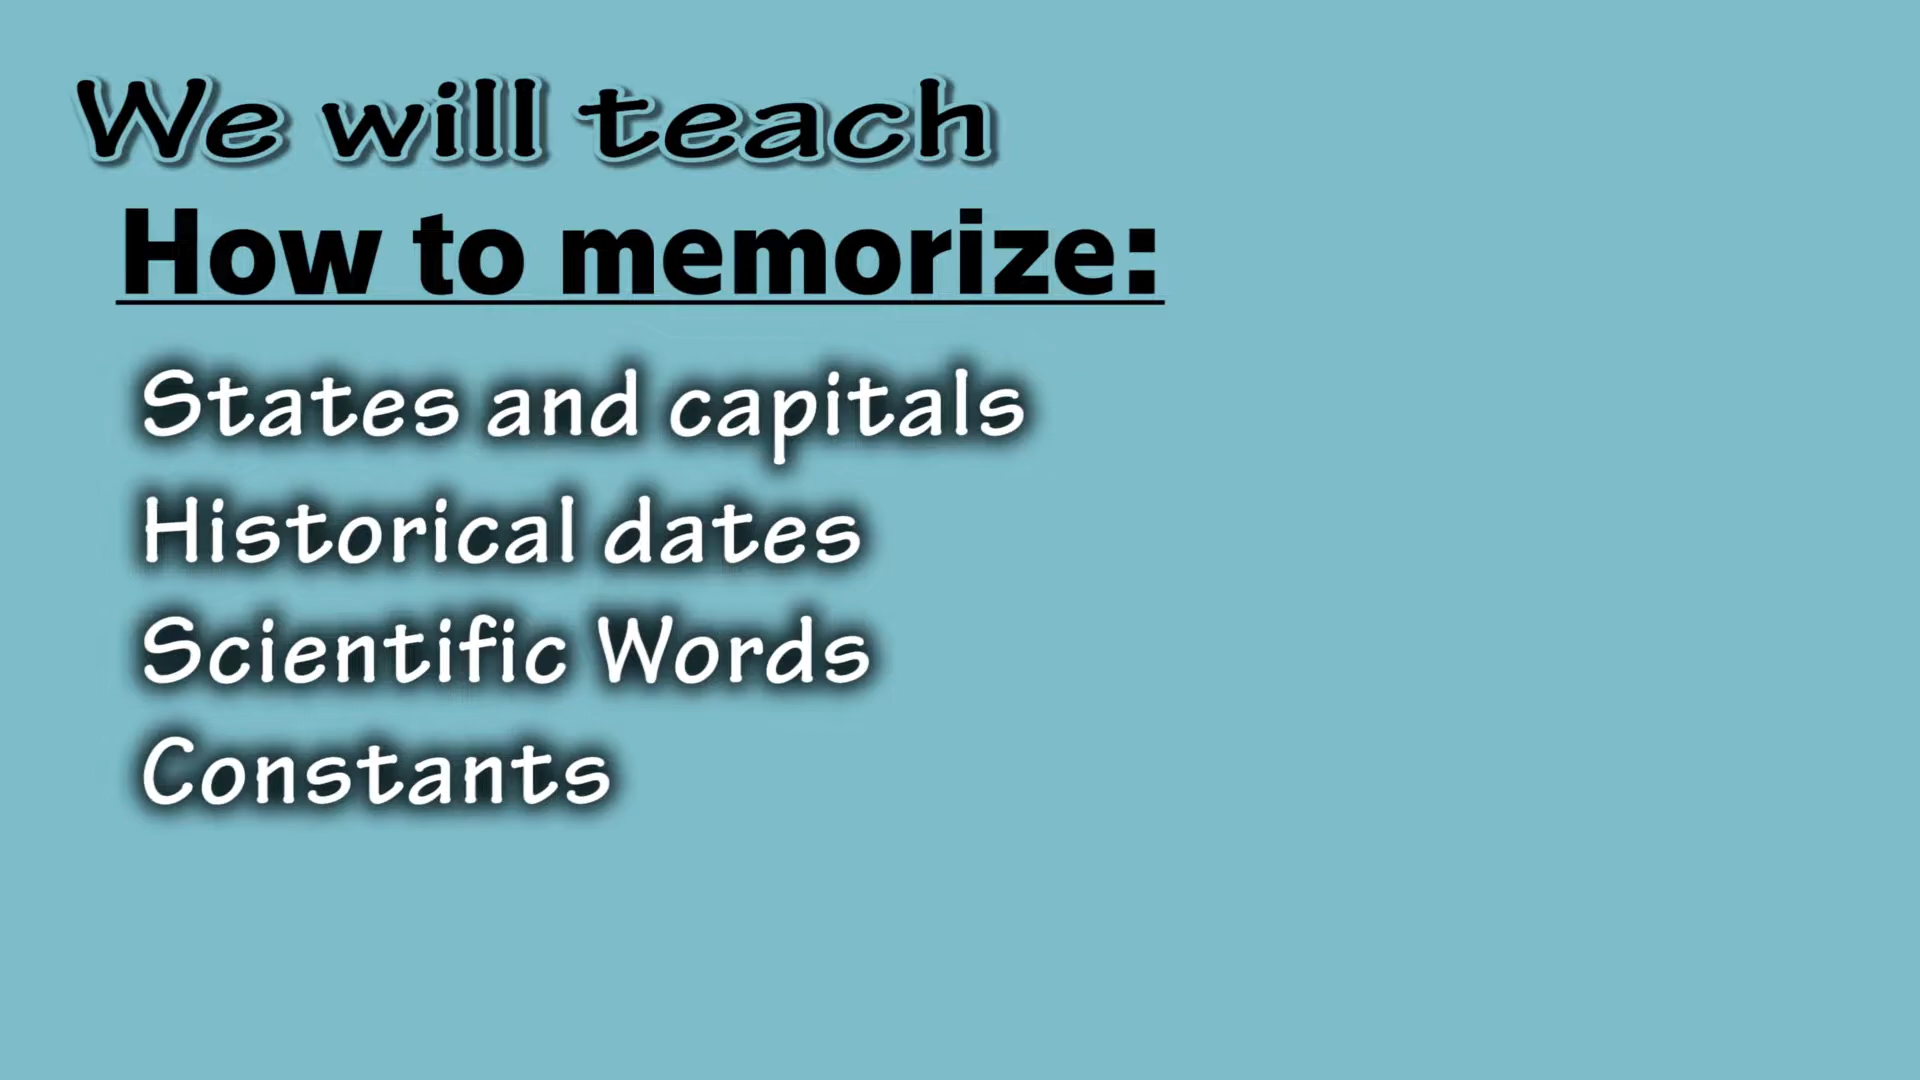 We will teach
How to memorize:
States and capitals
Historical dates
Scientific Words
Constants